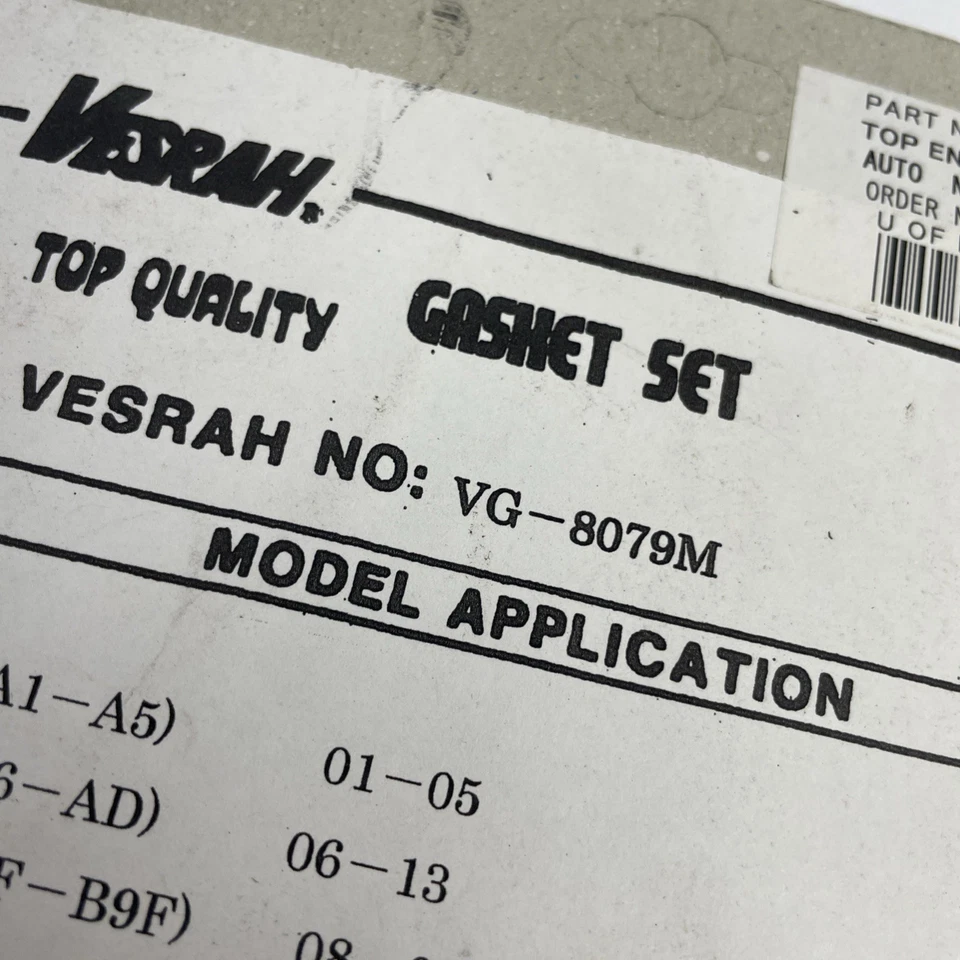 VESRAH®
TOP QUALITY GASKET SET
VESRAH NO: VG-8079M
MODEL APPLICATION
A1-A5) 01-05
6-AD) 06-13
F-B9F) 08
PART
TOP EN
AUTO
ORDER
U OF